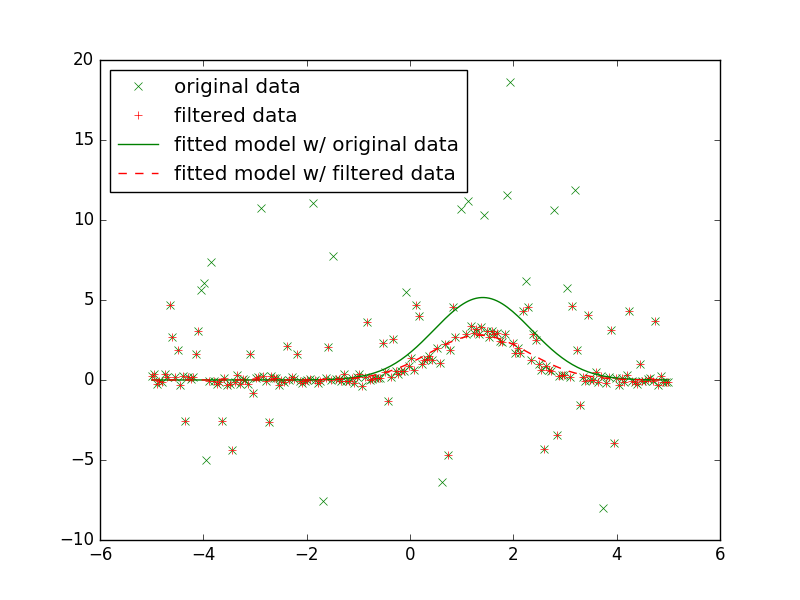 20
15
10
5
0
−5
−10
original data
filtered data
fitted model w/ original data
fitted model w/ filtered data
−6 −4 −2 0 2 4 6